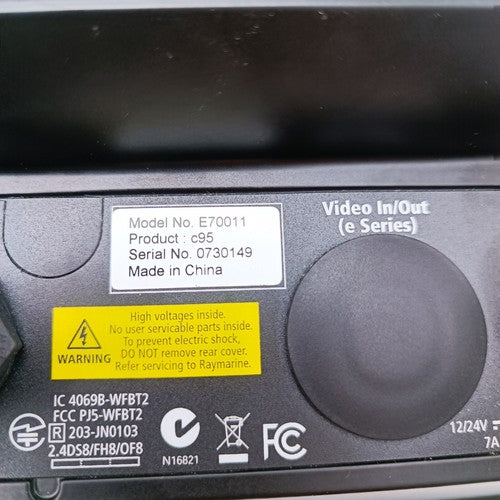 Model No. E70011
Product : c95
Serial No. 0730149
Made in China
Video In/Out
(e Series)
WARNING
High voltages inside.
No user servicable parts inside.
To prevent electric shock,
DO NOT remove rear cover.
Refer servicing to Raymarine.
IC 4069B-WFBT2
FCC PJ5-WFBT2
R 203-JN0103
2.4DS8/FH8/OF8
N16821
FC
12/24V
7A